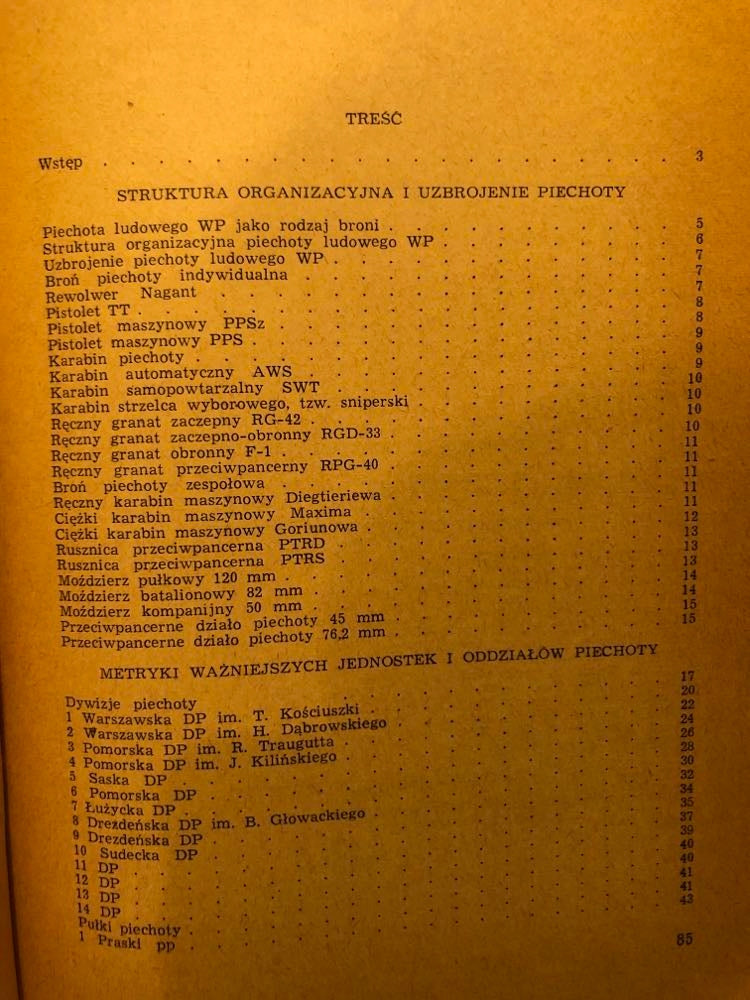 TREŚĆ
Wstęp . . . . . . . . . . . . . . . . . . . . 3
STRUKTURA ORGANIZACYJNA I UZBROJENIE PIECHOTY
Piechota ludowego WP jako rodzaj broni . . . . . . . . . . 5
Struktura organizacyjna piechoty ludowego WP . . . . . . . . 6
Uzbrojenie piechoty ludowego WP . . . . . . . . . . . 7
Broń piechoty indywidualna . . . . . . . . . . . . 7
Rewolwer Nagant . . . . . . . . . . . . . . . 7
Pistolet TT . . . . . . . . . . . . . . . . . 8
Pistolet maszynowy PPSz . . . . . . . . . . . . . 8
Pistolet maszynowy PPS . . . . . . . . . . . . . 9
Karabin piechoty . . . . . . . . . . . . . . . 9
Karabin automatyczny AWS . . . . . . . . . . . . 9
Karabin samopowtarzalny SWT . . . . . . . . . . . 10
Karabin strzelca wyborowego, tzw. sniperski . . . . . . . . 10
Ręczny granat zaczepny RG-42 . . . . . . . . . . . 10
Ręczny granat zaczepno-obronny RGD-33 . . . . . . . . . 10
Ręczny granat obronny F-1 . . . . . . . . . . . . 11
Ręczny granat przeciwpancerny RPG-40 . . . . . . . . . 11
Broń piechoty zespołowa . . . . . . . . . . . . . 11
Ręczny karabin maszynowy Diegtieriewa . . . . . . . . . 11
Ciężki karabin maszynowy Maxima . . . . . . . . . . 11
Ciężki karabin maszynowy Goriunowa . . . . . . . . . . 12
Rusznica przeciwpancerna PTRD . . . . . . . . . . . 13
Rusznica przeciwpancerna PTRS . . . . . . . . . . . 13
Moździerz pułkowy 120 mm . . . . . . . . . . . . 13
Moździerz batalionowy 82 mm . . . . . . . . . . . 14
Moździerz kompanijny 50 mm . . . . . . . . . . . 14
Przeciwpancerne działo piechoty 45 mm . . . . . . . . . 15
Przeciwpancerne działo piechoty 76,2 mm . . . . . . . . 15
METRYKI WAŻNIEJSZYCH JEDNOSTEK I ODDZIAŁÓW PIECHOTY
Dywizje piechoty . . . . . . . . . . . . . . . 17
1 Warszawska DP im. T. Kościuszki . . . . . . . . . . 20
2 Warszawska DP im. H. Dąbrowskiego . . . . . . . . . 22
3 Pomorska DP im. R. Traugutta . . . . . . . . . . . 24
4 Pomorska DP im. J. Kilińskiego . . . . . . . . . . . 26
5 Saska DP . . . . . . . . . . . . . . . . . 28
6 Pomorska DP . . . . . . . . . . . . . . . . 30
7 Łużycka DP . . . . . . . . . . . . . . . . 32
8 Drezdeńska DP im. B. Głowackiego . . . . . . . . . . 34
9 Drezdeńska DP . . . . . . . . . . . . . . . 35
10 Sudecka DP . . . . . . . . . . . . . . . . 37
11 DP . . . . . . . . . . . . . . . . . . 39
12 DP . . . . . . . . . . . . . . . . . . 40
13 DP . . . . . . . . . . . . . . . . . . 40
14 DP . . . . . . . . . . . . . . . . . . 41
Pułki piechoty . . . . . . . . . . . . . . . . 41
1 Praski pp . . . . . . . . . . . . . . . . . 43
85